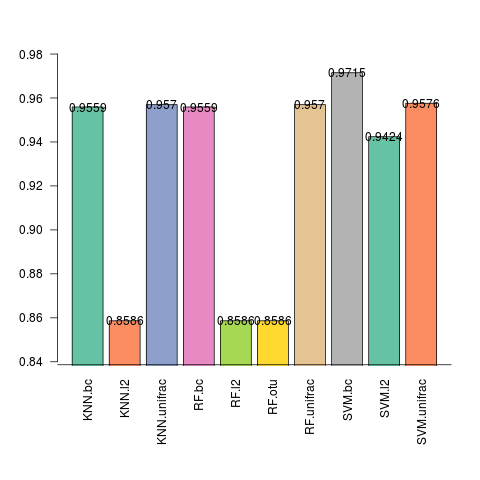 0.98
0.96
0.94
0.92
0.90
0.88
0.86
0.84
0.9559
0.8586
0.957
0.9559
0.8586
0.8586
0.957
0.9715
0.9424
0.9576
KNN.bc
KNN.l2
KNN.unifrac
RF.bc
RF.l2
RF.otu
RF.unifrac
SVM.bc
SVM.l2
SVM.unifrac